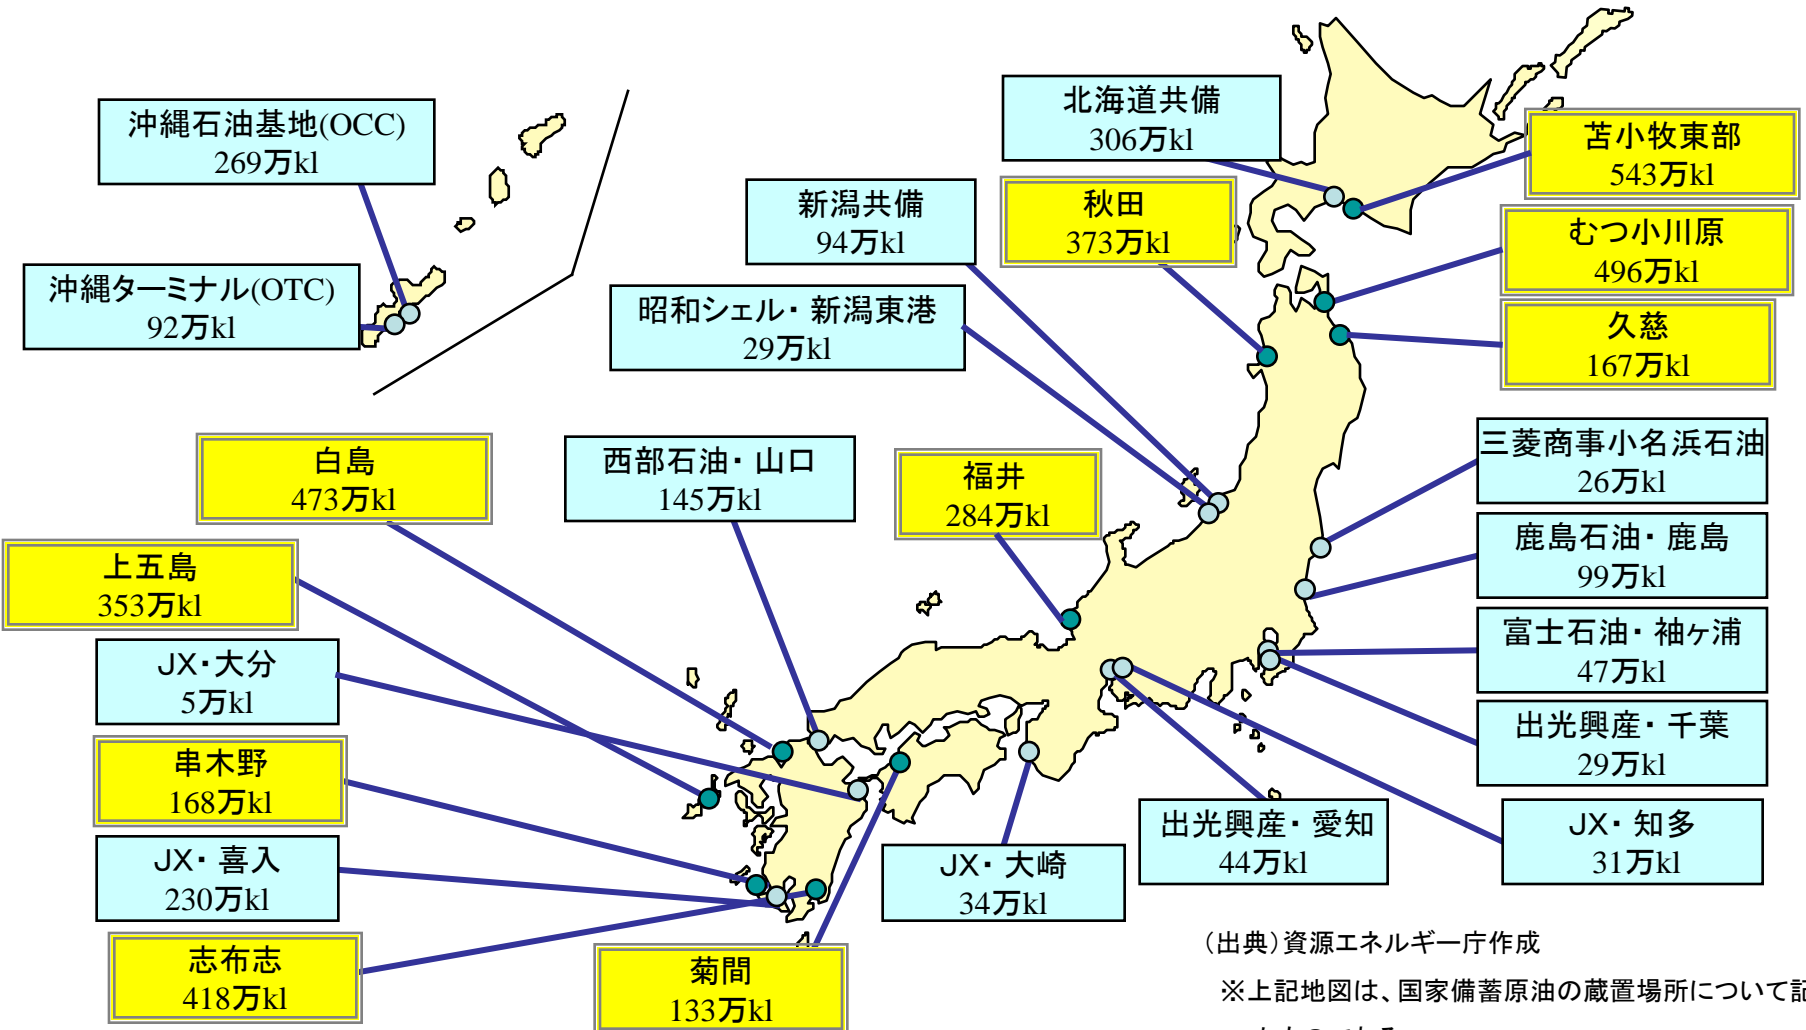 沖縄石油基地(OCC)
269万kl
沖縄ターミナル(OTC)
92万kl
北海道共備
306万kl
苫小牧東部
543万kl
新潟共備
94万kl
秋田
373万kl
むつ小川原
496万kl
昭和シェル・新潟東港
29万kl
久慈
167万kl
白島
473万kl
西部石油・山口
145万kl
福井
284万kl
三菱商事小名浜石油
26万kl
上五島
353万kl
鹿島石油・鹿島
99万kl
JX・大分
5万kl
富士石油・袖ヶ浦
47万kl
串木野
168万kl
出光興産・千葉
29万kl
JX・喜入
230万kl
JX・大崎
34万kl
出光興産・愛知
44万kl
JX・知多
31万kl
志布志
418万kl
菊間
133万kl
(出典)資源エネルギー庁作成
※上記地図は、国家備蓄原油の蔵置場所について記